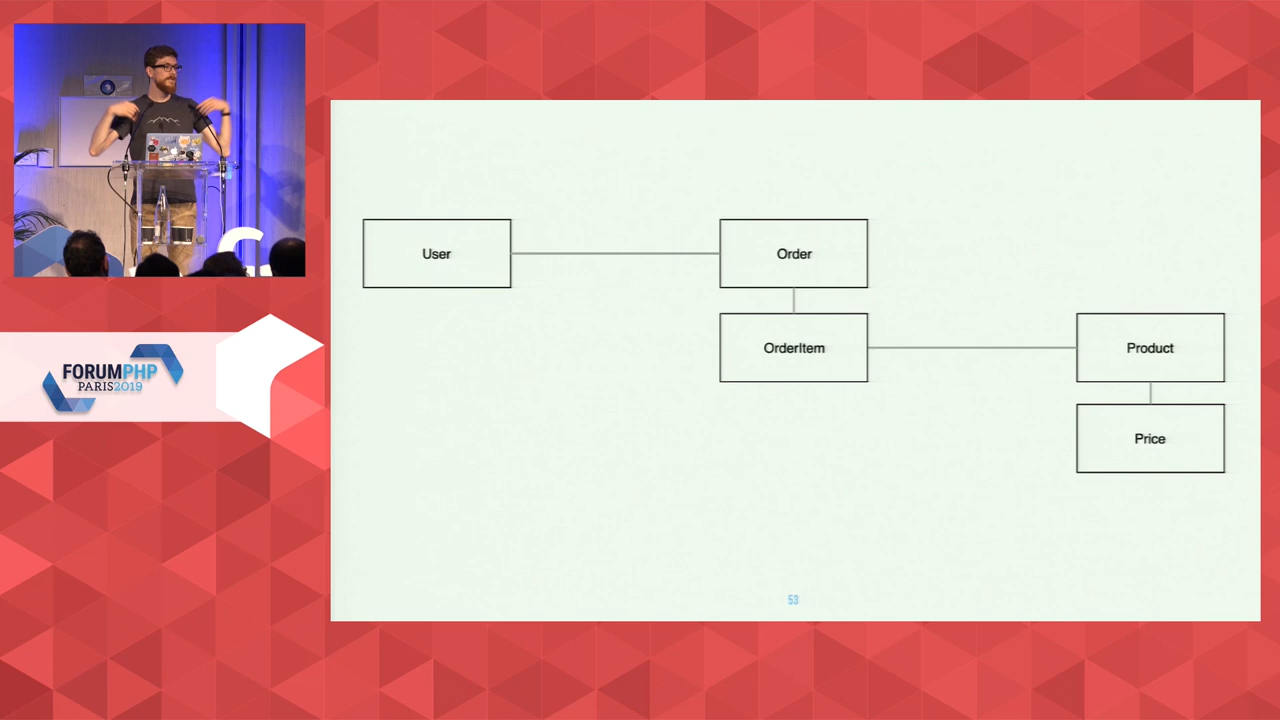 User
Order
OrderItem
Product
Price
53
FORUMPHP
PARIS2019